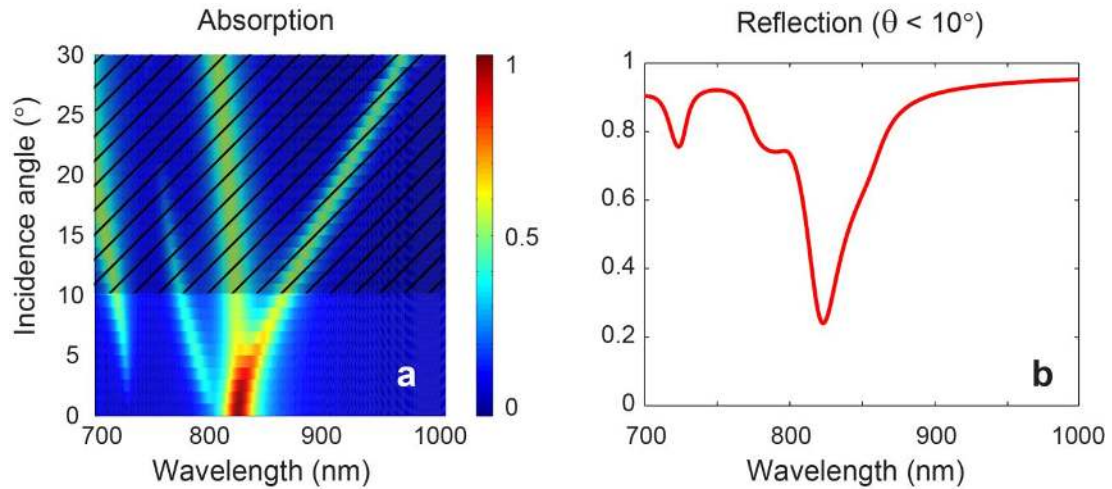 Absorption
30
25
20
15
10
5
0
Incidence angle (°)
700 800 900 1000
Wavelength (nm)
a
1
0.5
0
Reflection (θ < 10°)
1
0.8
0.6
0.4
0.2
0
700 800 900 1000
Wavelength (nm)
b